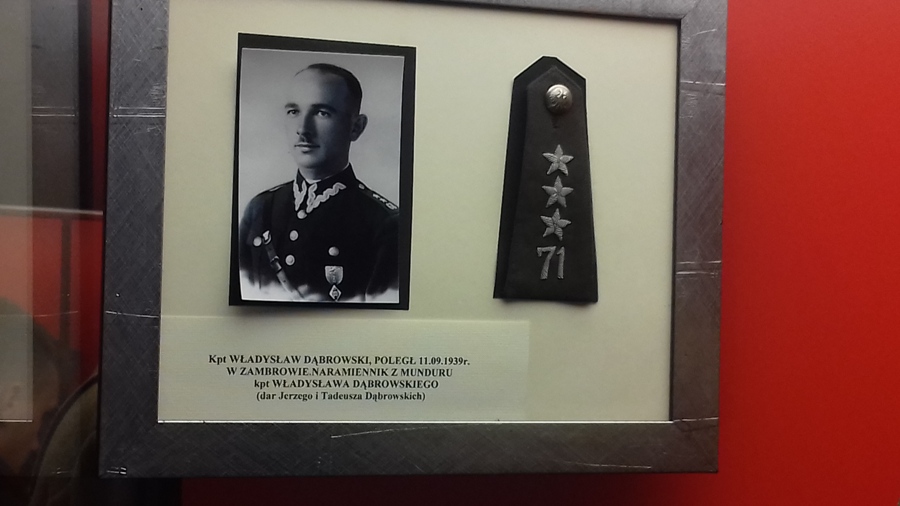 71
Kpt WŁADYSŁAW DĄBROWSKI, POLEGŁ 11.09.1939r.
W ZAMBROWIE.NARAMIENNIK Z MUNDURU
kpt WŁADYSŁAWA DĄBROWSKIEGO
(dar Jerzego i Tadeusza Dąbrowskich)